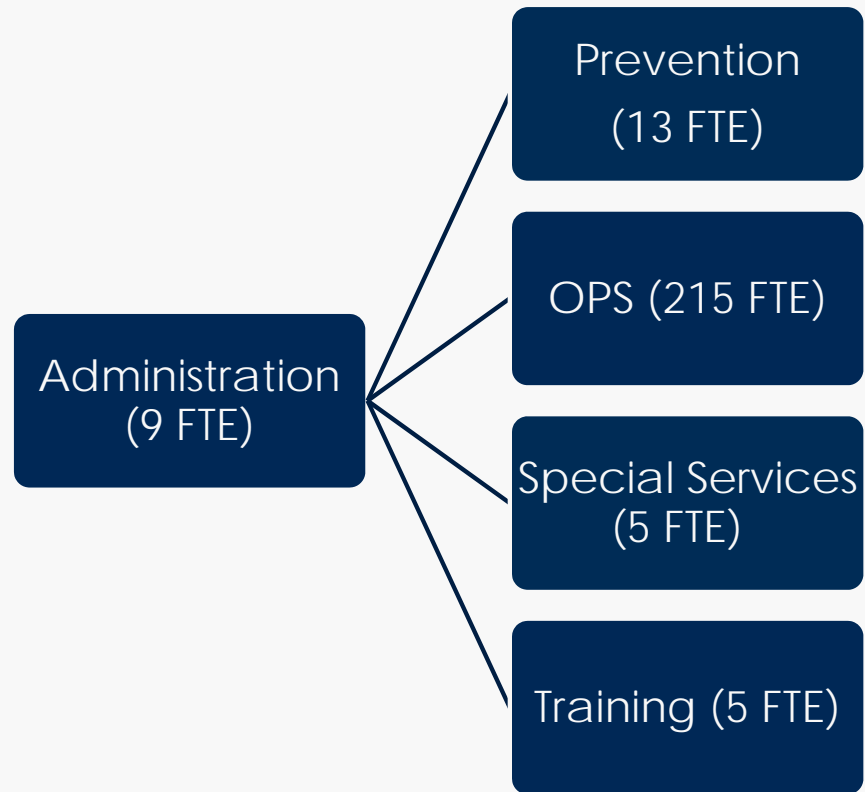 Prevention
(13 FTE)
OPS (215 FTE)
Administration
(9 FTE)
Special Services
(5 FTE)
Training (5 FTE)